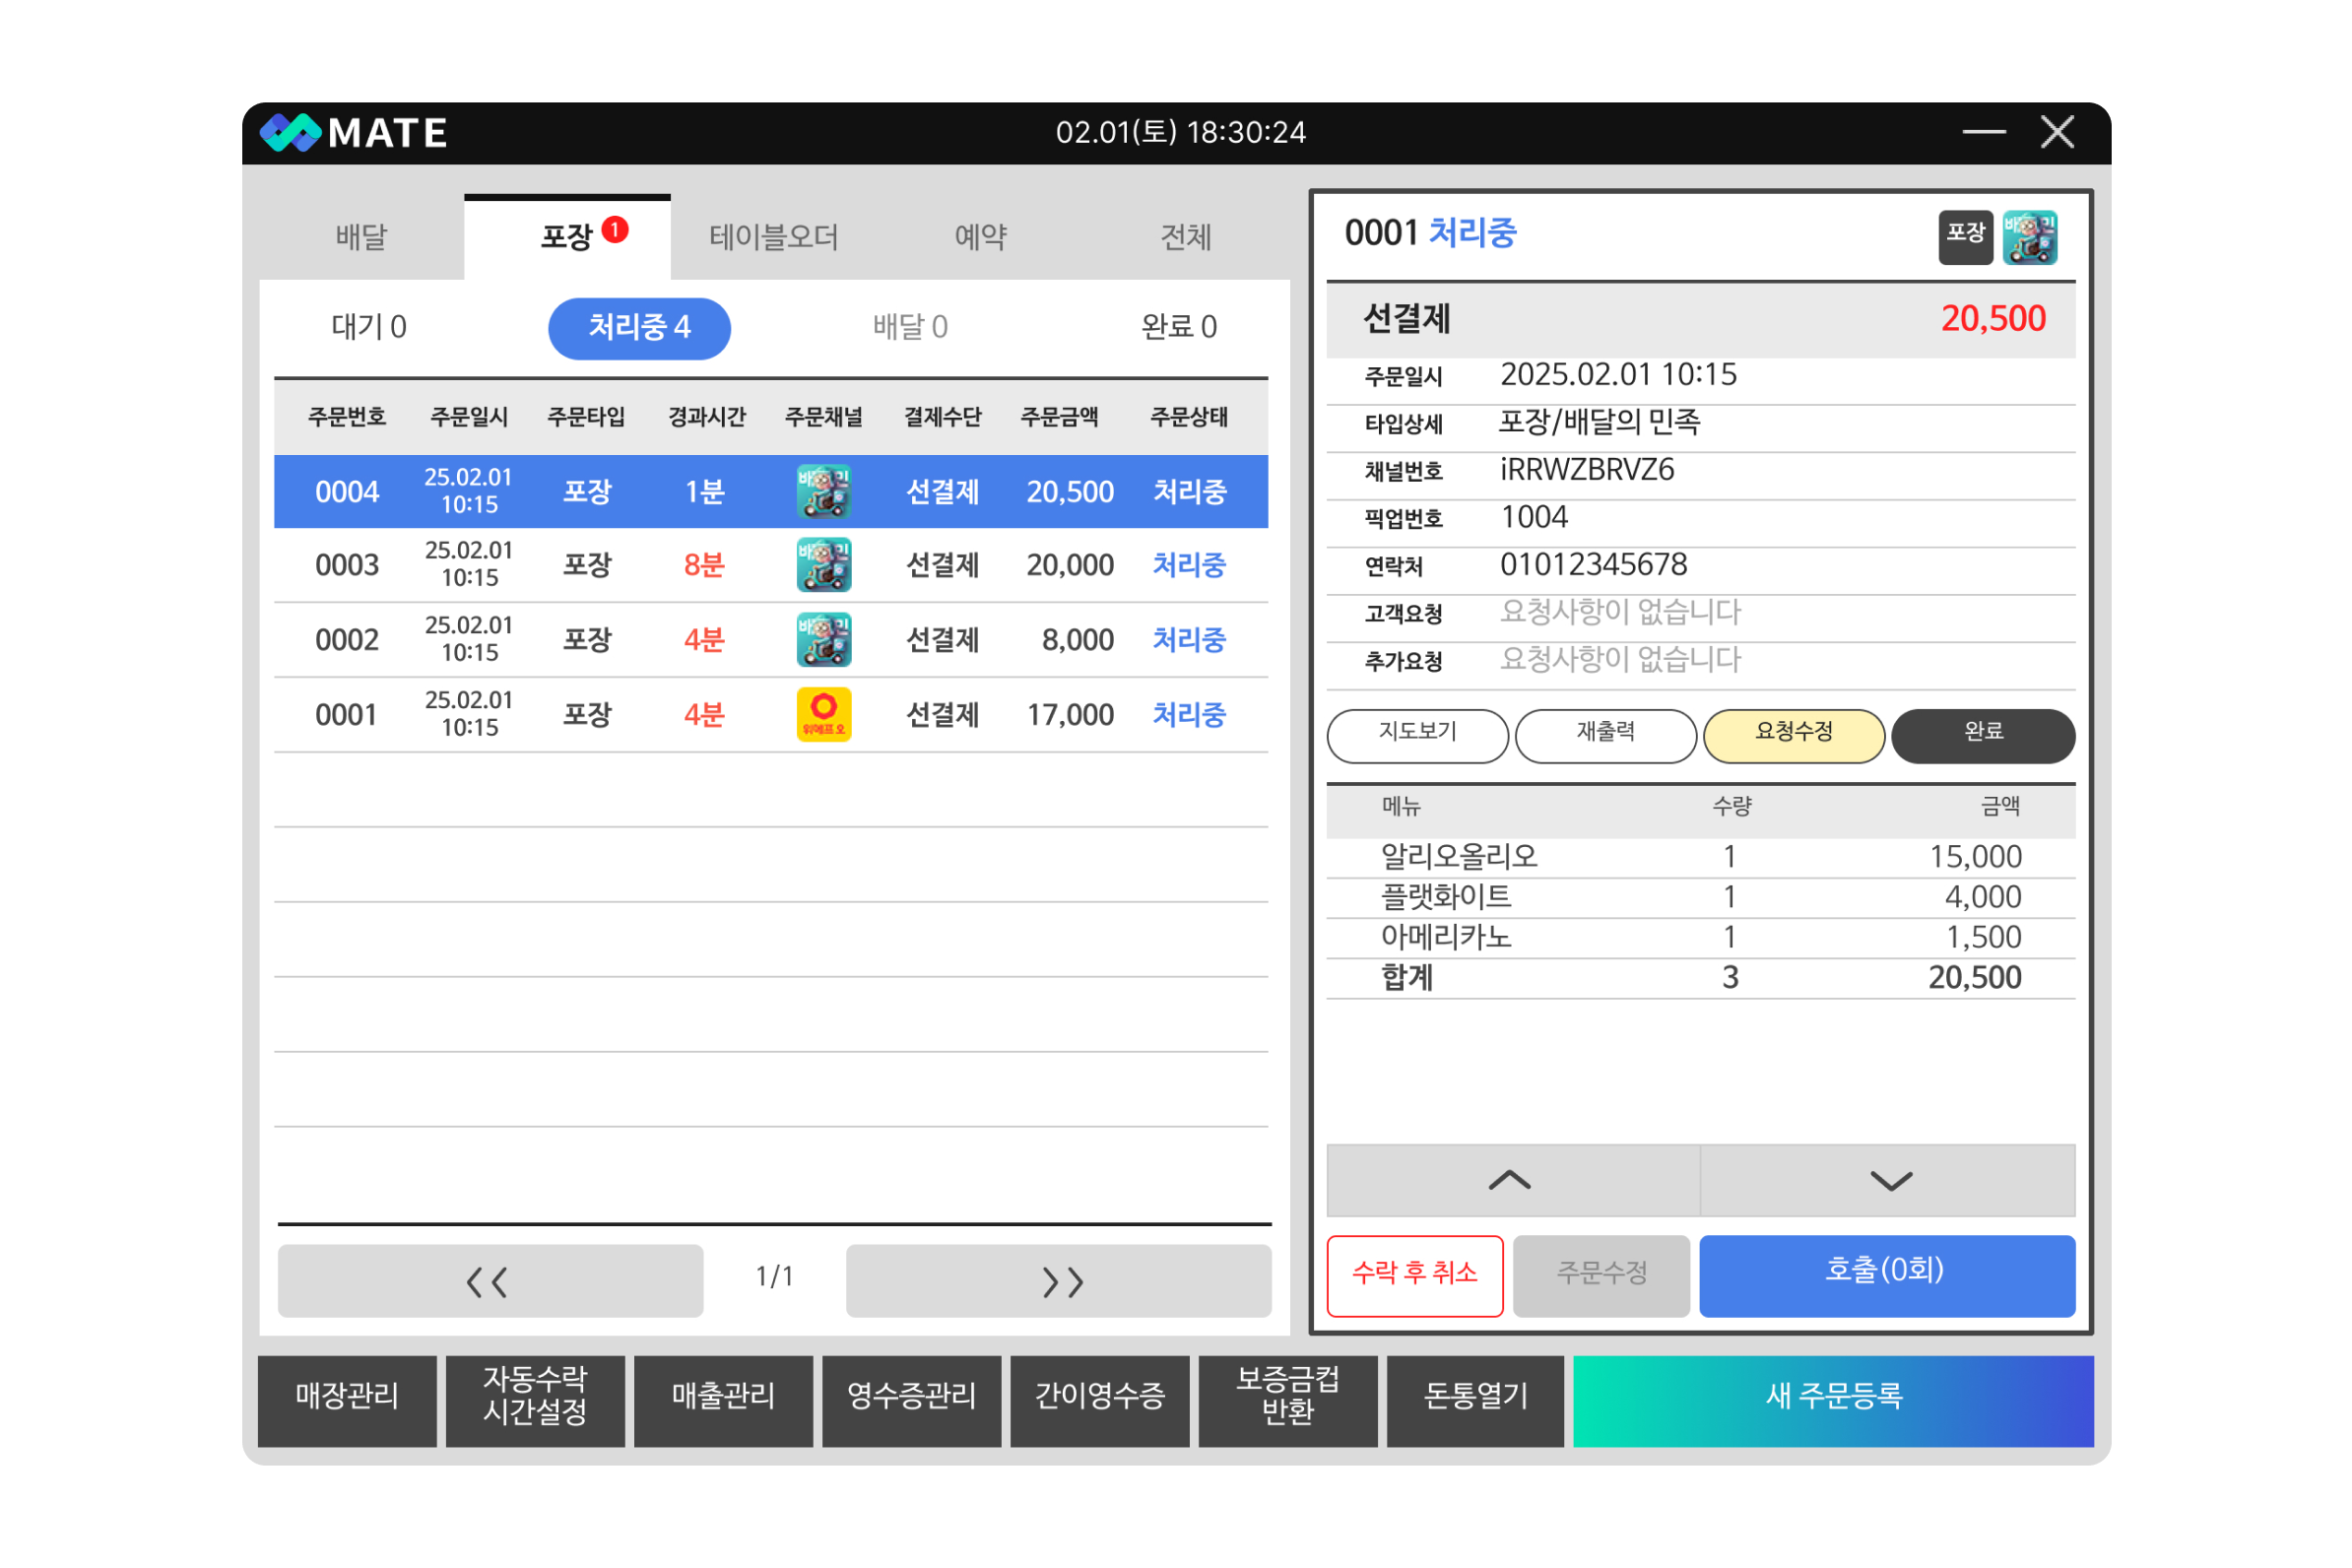 MATE
02.01(토) 18:30:24
배달 포장 1 테이블오더 예약 전체
대기 0 처리중 4 배달 0 완료 0
주문번호 주문일시 주문타입 경과시간 주문채널 결제수단 주문금액 주문상태
0004 25.02.01 10:15 포장 1분 배민 선결제 20,500 처리중
0003 25.02.01 10:15 포장 8분 배민 선결제 20,000 처리중
0002 25.02.01 10:15 포장 4분 배민 선결제 8,000 처리중
0001 25.02.01 10:15 포장 4분 위메프오 선결제 17,000 처리중
<< 1/1 >>
0001 처리중 포장 배민
선결제 20,500
주문일시 2025.02.01 10:15
타입상세 포장/배달의 민족
채널번호 iRRWZBRVZ6
픽업번호 1004
연락처 01012345678
고객요청 요청사항이 없습니다
추가요청 요청사항이 없습니다
지도보기 재출력 요청수정 완료
메뉴 수량 금액
알리오올리오 1 15,000
플랫화이트 1 4,000
아메리카노 1 1,500
합계 3 20,500
수락 후 취소 주문수정 호출(0회)
매장관리 자동수락 시간설정 매출관리 영수증관리 간이영수증 보증금컵 반환 돈통열기 새 주문등록